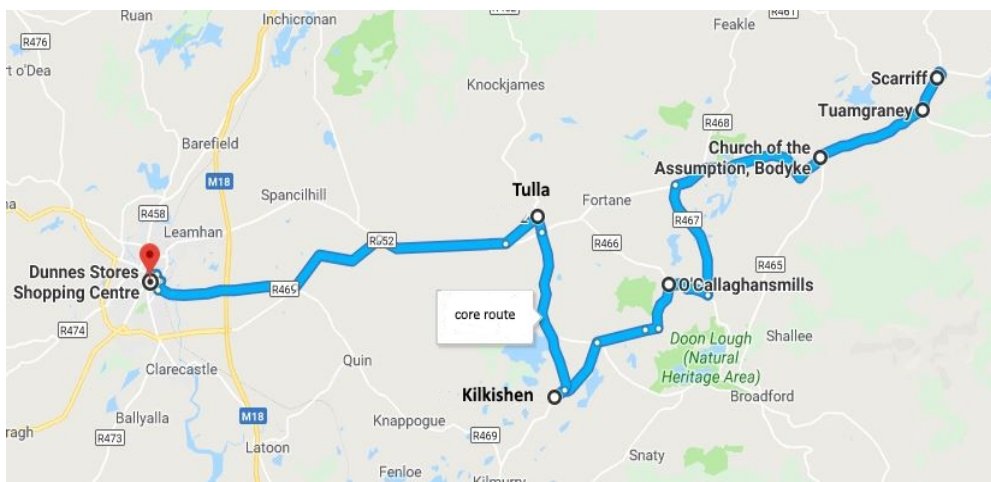 Ruan
Inchicronan
R462
R461
R476
rt o'Dea
Feakle
Scarriff
Knockjames
Tuamgraney
R468
Barefield
Church of the
Assumption, Bodyke
M18
Spancilhill
Tulla
Fortane
R458
R467
Leamhan
R352
R466
Dunnes Stores
Shopping Centre
R465
O'Callaghansmills
R465
core route
R474
Quin
Doon Lough
(Natural
Heritage Area)
Shallee
Clarecastle
Kilkishen
Broadford
Ballyalla
M18
Knappogue
R473
Latoon
R469
Snaty
Fenloe
Kilmurry